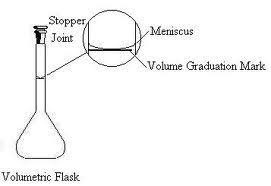 Stopper
Joint
Meniscus
Volume Graduation Mark
Volumetric Flask